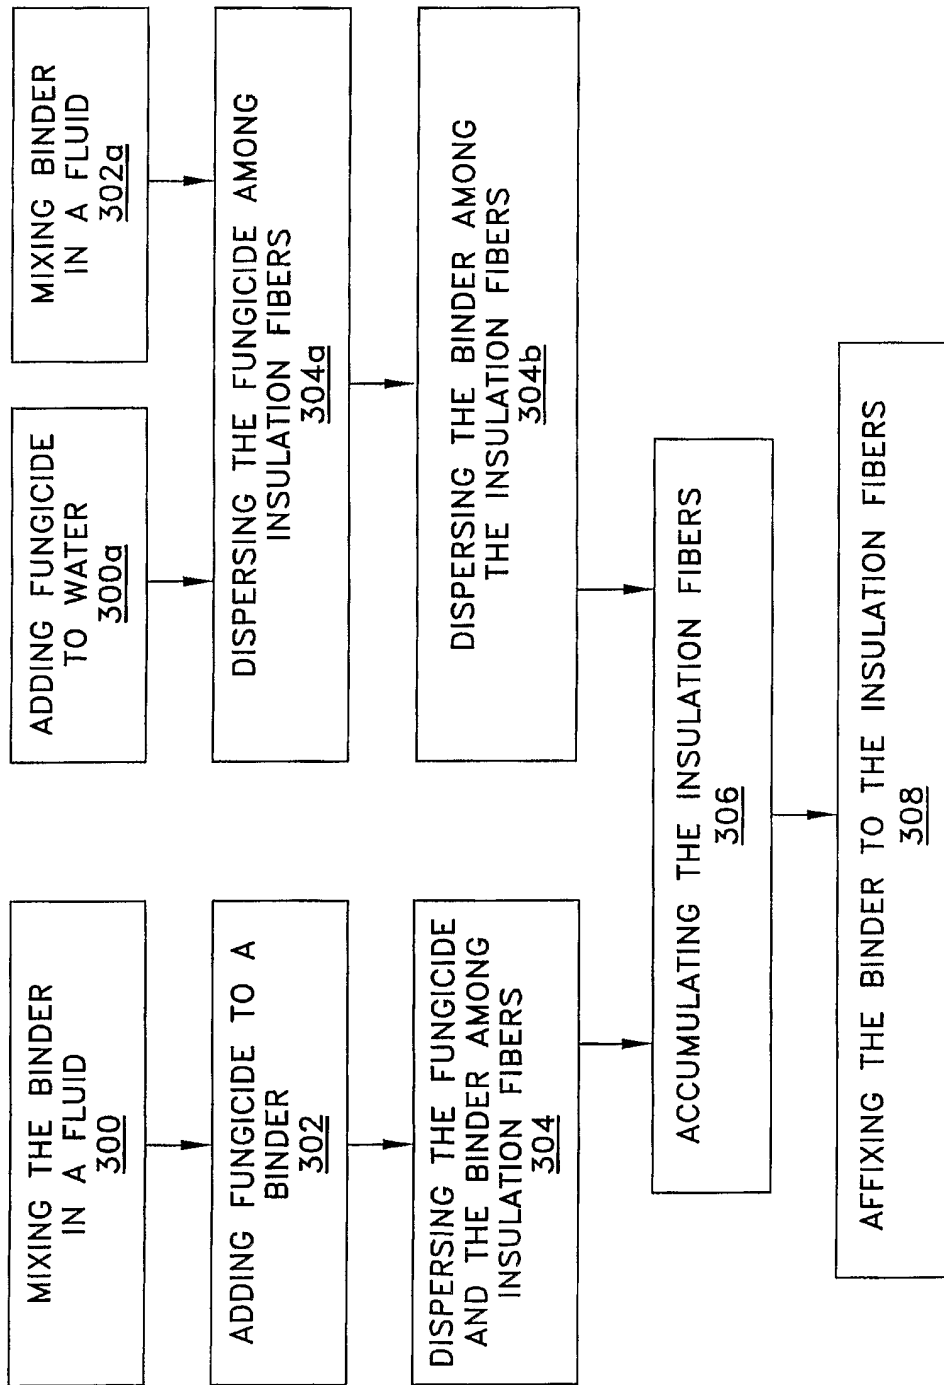 MIXING THE BINDER
IN A FLUID
300
ADDING FUNGICIDE TO A
BINDER
302
DISPERSING THE FUNGICIDE
AND THE BINDER AMONG
INSULATION FIBERS
304
ADDING FUNGICIDE
TO WATER
300a
MIXING BINDER
IN A FLUID
302a
DISPERSING THE FUNGICIDE AMONG
INSULATION FIBERS
304a
DISPERSING THE BINDER AMONG
THE INSULATION FIBERS
304b
ACCUMULATING THE INSULATION FIBERS
306
AFFIXING THE BINDER TO THE INSULATION FIBERS
308